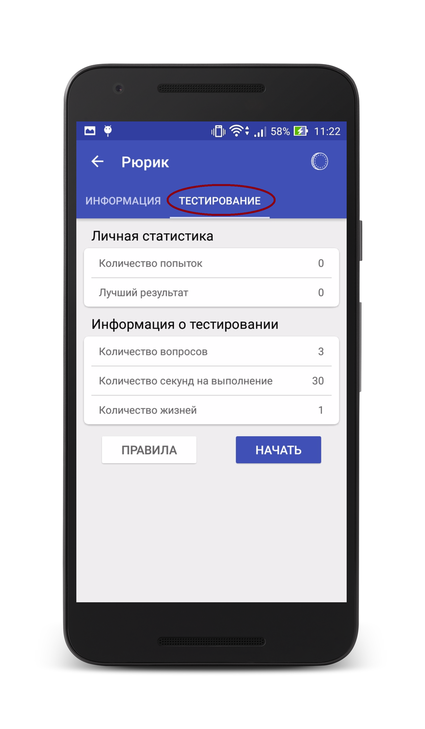 58% 11:22
Рюрик
ИНФОРМАЦИЯ ТЕСТИРОВАНИЕ
Личная статистика
Количество попыток 0
Лучший результат 0
Информация о тестировании
Количество вопросов 3
Количество секунд на выполнение 30
Количество жизней 1
ПРАВИЛА НАЧАТЬ